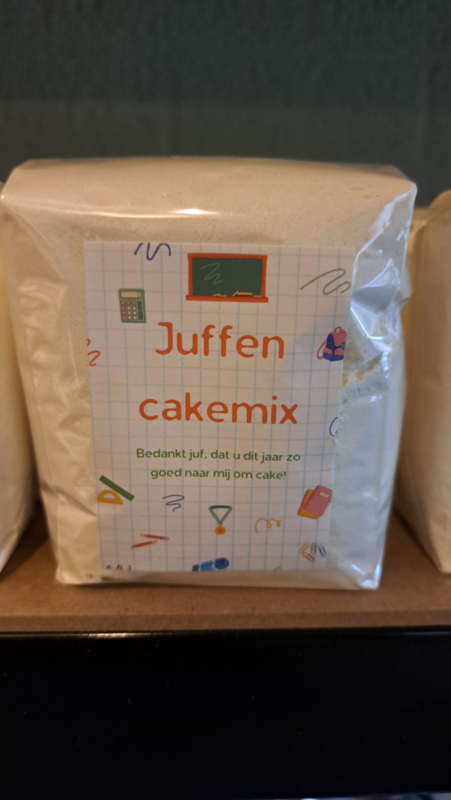 Juffen
cakemix
Bedankt juf, dat u dit jaar zo
goed naar mij om cake!